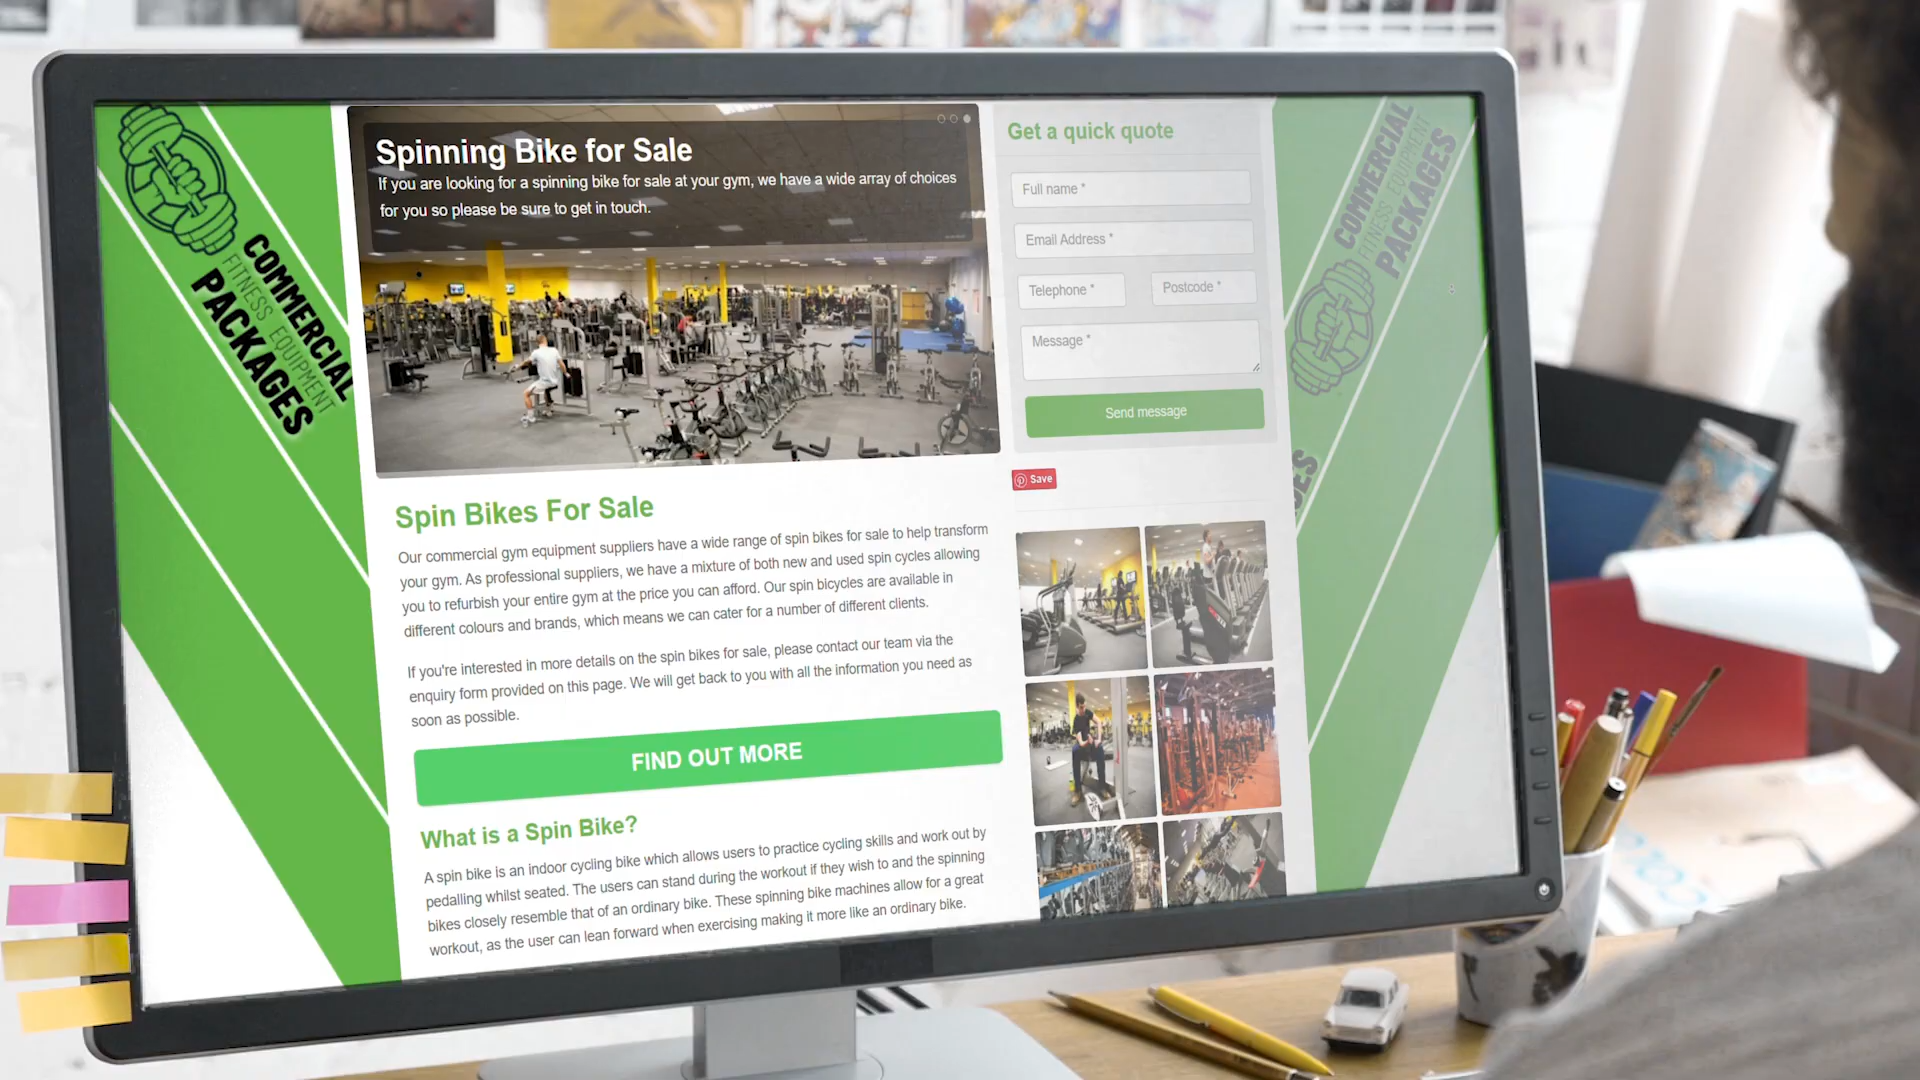 COMMERCIAL
FITNESS EQUIPMENT
PACKAGES
Spinning Bike for Sale
If you are looking for a spinning bike for sale at your gym, we have a wide array of choices
for you so please be sure to get in touch.
Spin Bikes For Sale
Our commercial gym equipment suppliers have a wide range of spin bikes for sale to help transform
your gym. As professional suppliers, we have a mixture of both new and used spin cycles allowing
you to refurbish your entire gym at the price you can afford. Our spin bicycles are available in
different colours and brands, which means we can cater for a number of different clients.
If you're interested in more details on the spin bikes for sale, please contact our team via the
enquiry form provided on this page. We will get back to you with all the information you need as
soon as possible.
FIND OUT MORE
What is a Spin Bike?
A spin bike is an indoor cycling bike which allows users to practice cycling skills and work out by
pedalling whilst seated. The users can stand during the workout if they wish to and the spinning
bikes closely resemble that of an ordinary bike. These spinning bike machines allow for a great
workout, as the user can lean forward when exercising making it more like an ordinary bike.
Get a quick quote
Full name *
Email Address *
Telephone *
Postcode *
Message *
Send message
Save
COMMERCIAL
FITNESS EQUIPMENT
PACKAGES